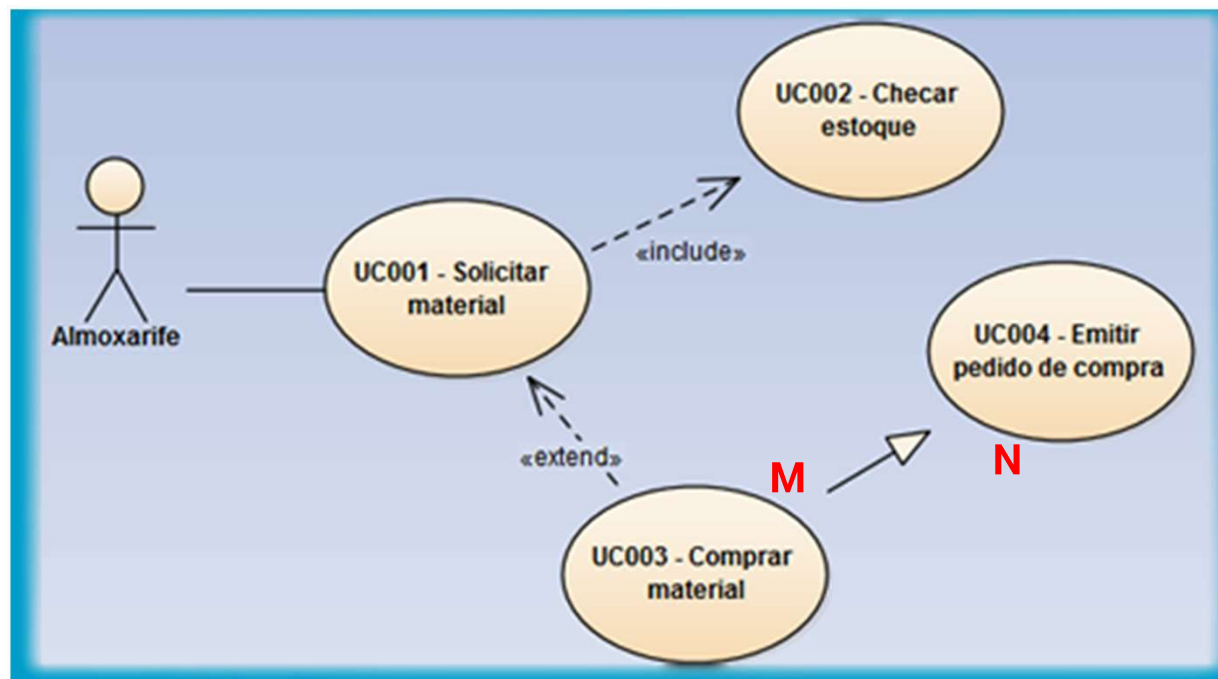 UC002 - Checar
estoque
UC001 - Solicitar
material
«include»
Almoxarife
UC004 - Emitir
pedido de compra
«extend»
M
N
UC003 - Comprar
material